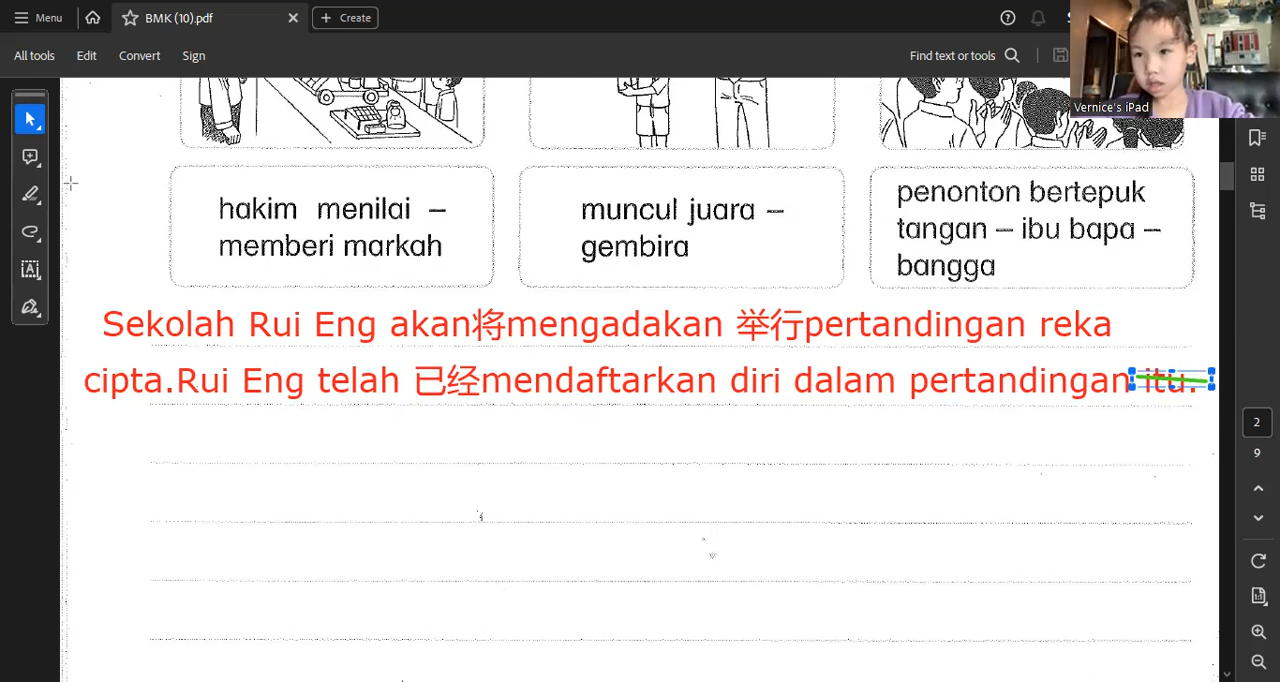 Menu
BMK (10).pdf
Create
All tools
Edit
Convert
Sign
Find text or tools
Vernice's iPad
hakim menilai –
memberi markah
muncul juara –
gembira
penonton bertepuk
tangan – ibu bapa –
bangga
Sekolah Rui Eng akan将mengadakan 举行pertandingan reka
cipta.Rui Eng telah 已经mendaftarkan diri dalam pertandingan itu.
2
9